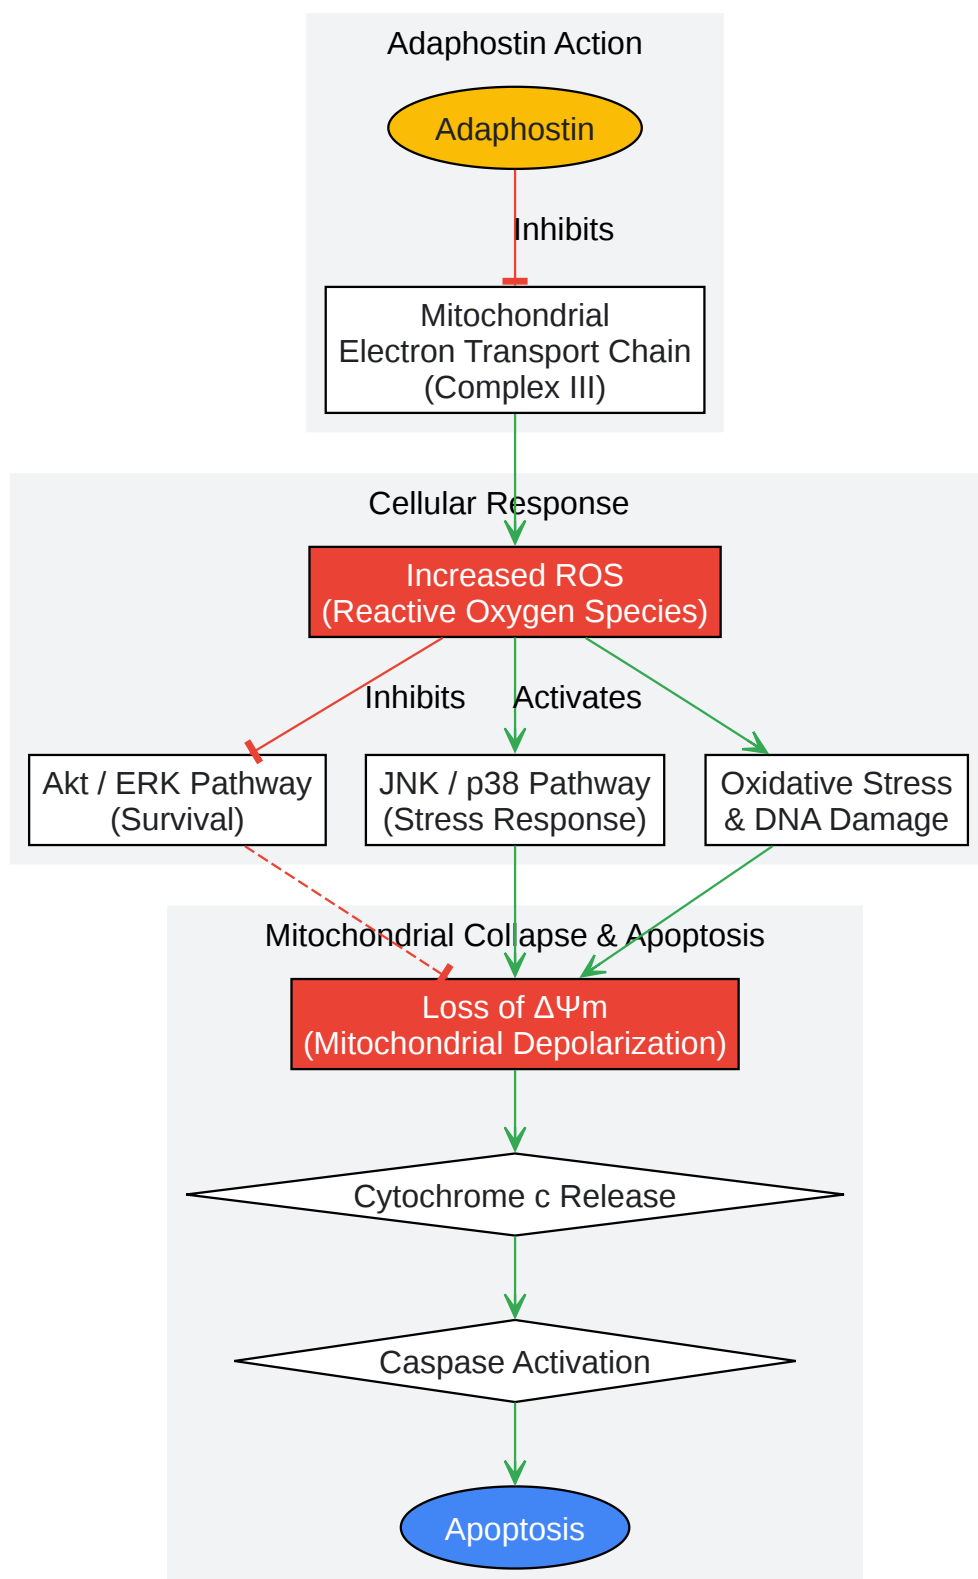 Adaphostin Action
Adaphostin
Inhibits
Mitochondrial
Electron Transport Chain
(Complex III)
Cellular Response
Increased ROS
(Reactive Oxygen Species)
Inhibits
Activates
Akt / ERK Pathway
(Survival)
JNK / p38 Pathway
(Stress Response)
Oxidative Stress
& DNA Damage
Mitochondrial Collapse & Apoptosis
Loss of ΔΨm
(Mitochondrial Depolarization)
Cytochrome c Release
Caspase Activation
Apoptosis